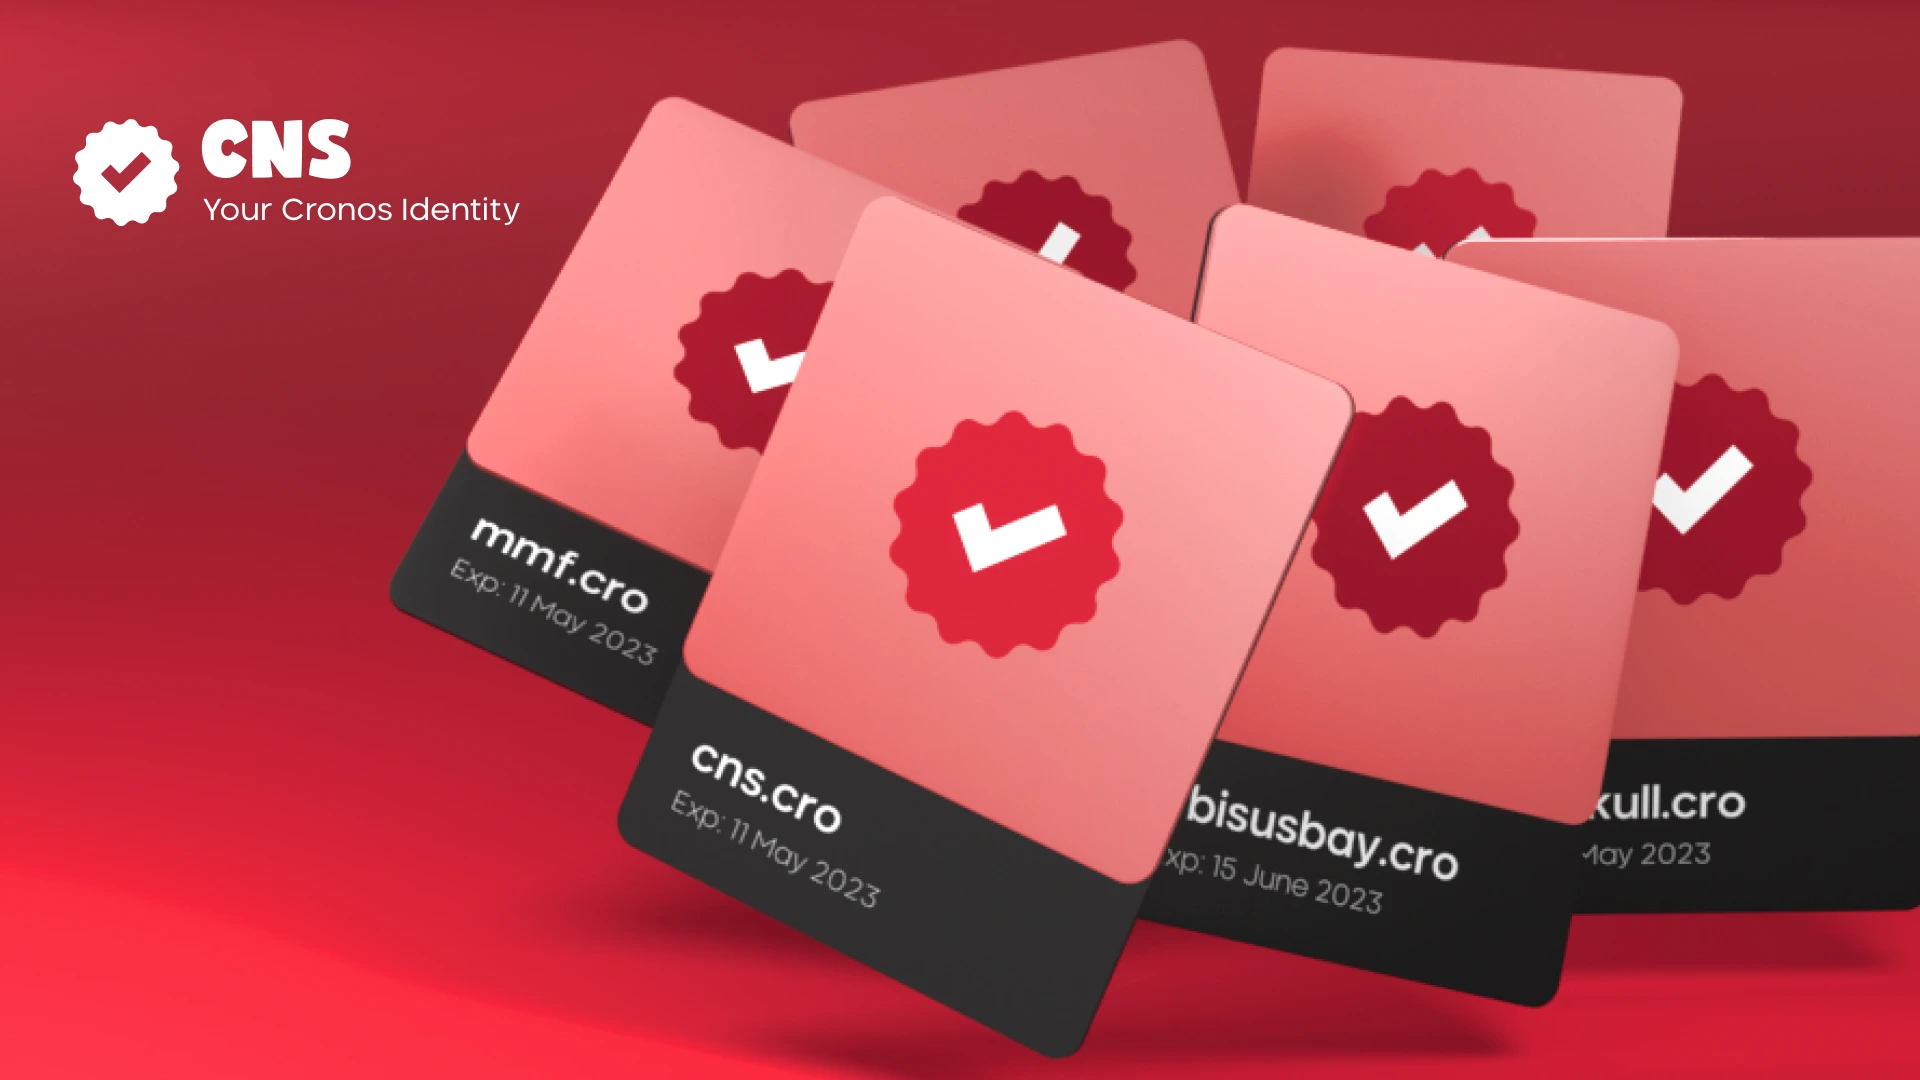 CNS
Your Cronos Identity
mmf.cro
Exp: 11 May 2023
cns.cro
Exp: 11 May 2023
bisusbay.cro
xp: 15 June 2023
kull.cro
May 2023